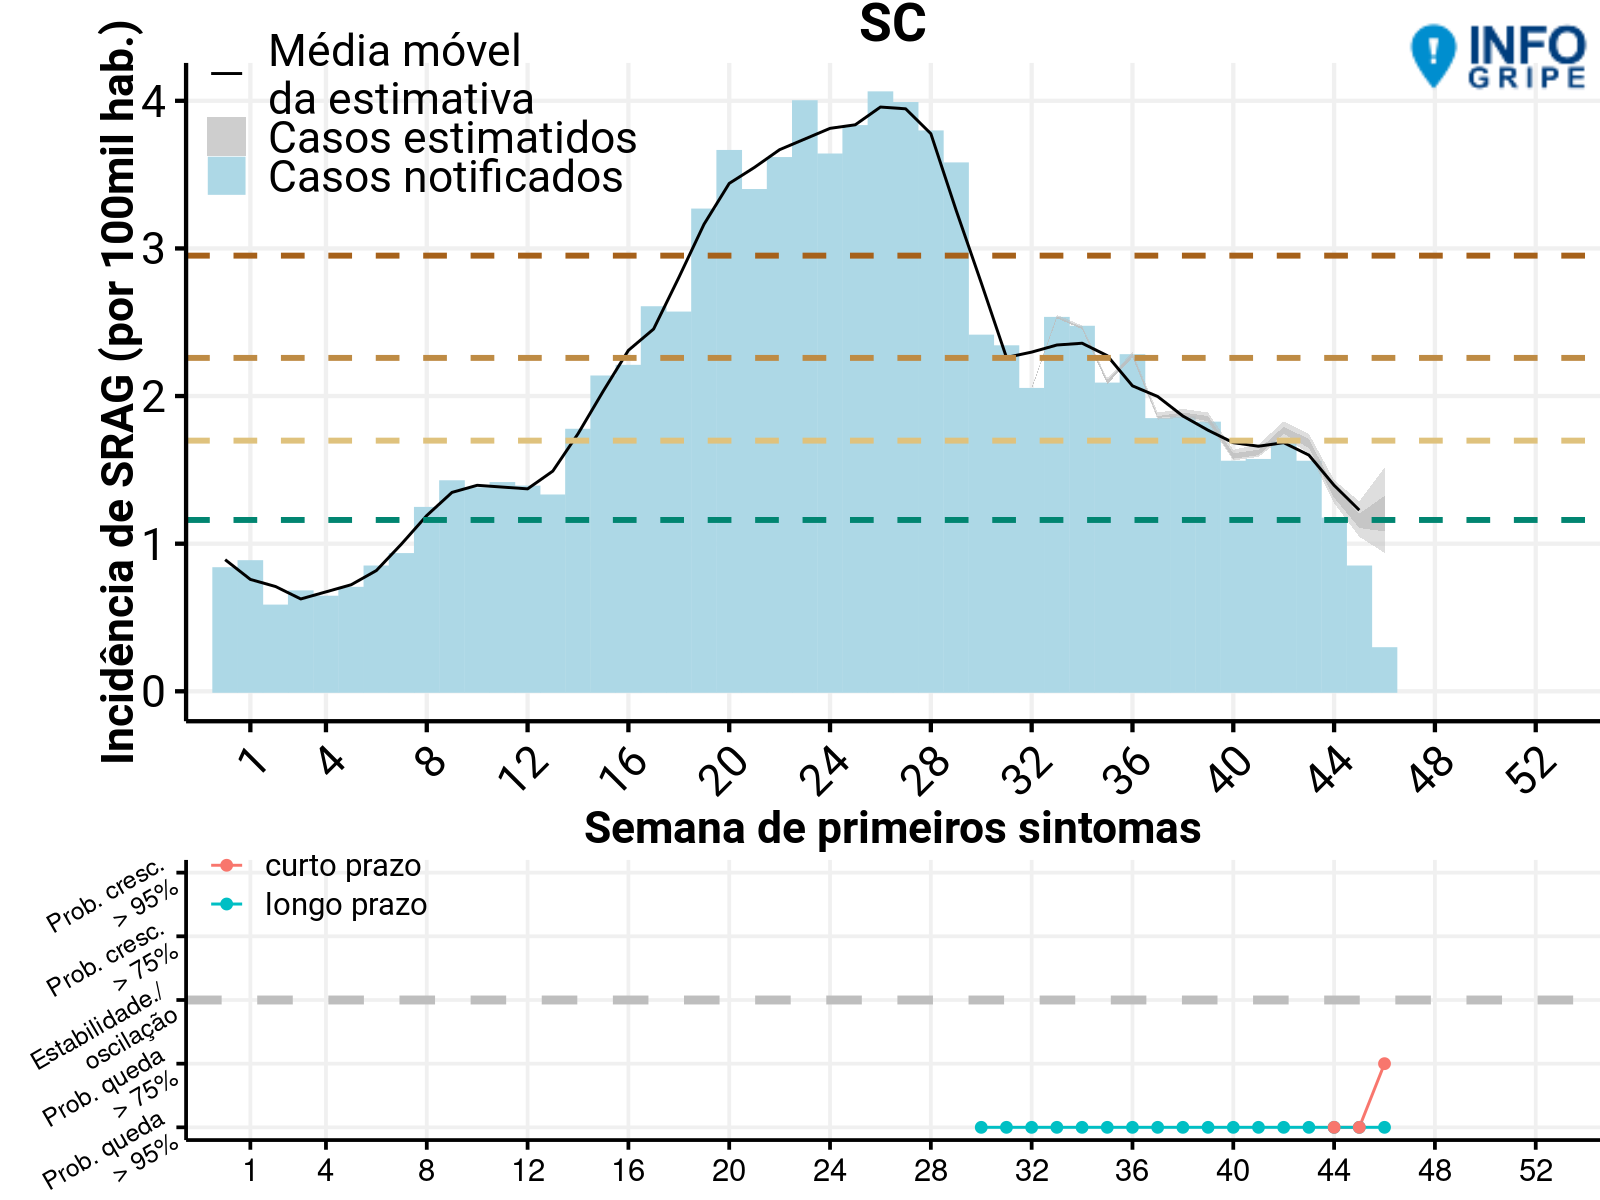 SC
INFO
GRIPE
Média móvel
da estimativa
Casos estimatidos
Casos notificados
Incidência de SRAG (por 100mil hab.)
4
3
2
1
0
1 4 8 12 16 20 24 28 32 36 40 44 48 52
Semana de primeiros sintomas
curto prazo
longo prazo
Prob. cresc.
> 95%
Prob. cresc.
> 75%
Estabilidade./
oscilação
Prob. queda
> 75%
Prob. queda
> 95%
1 4 8 12 16 20 24 28 32 36 40 44 48 52